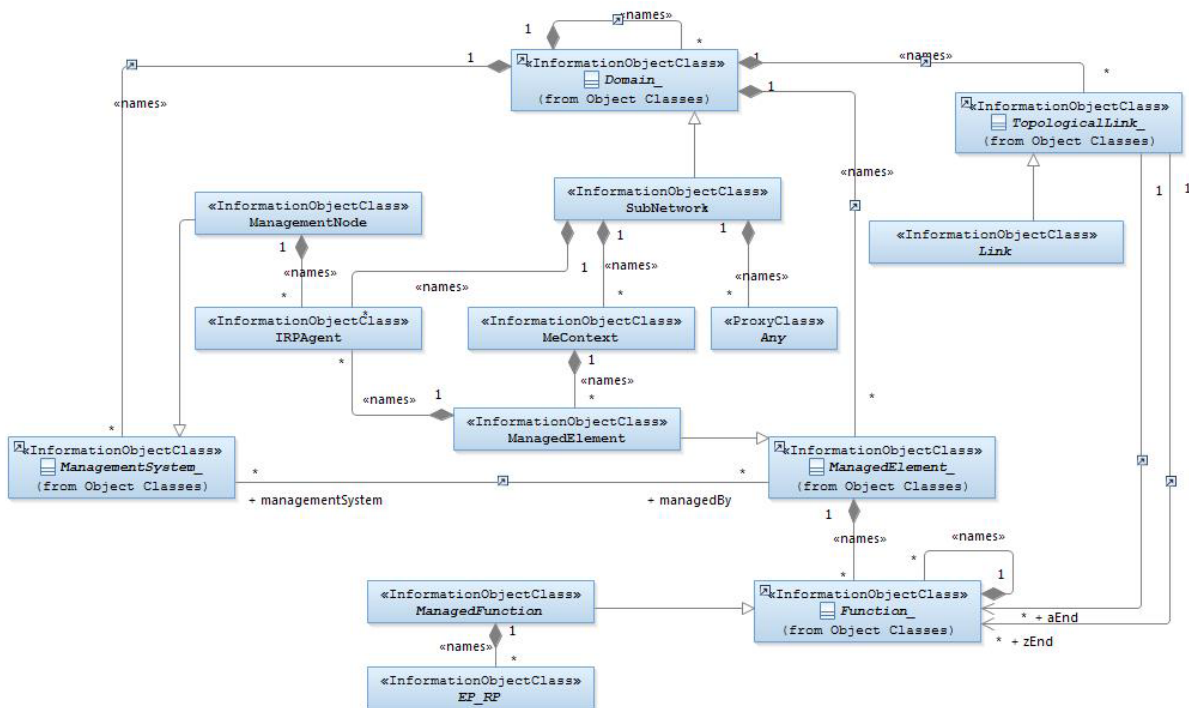 «names»
1
*
«InformationObjectClass»
Domain_
(from Object Classes)
1
1
1
«names»
«names»
*
«InformationObjectClass»
TopologicalLink_
(from Object Classes)
«names»
1
1
«InformationObjectClass»
SubNetwork
«InformationObjectClass»
ManagementNode
«InformationObjectClass»
Link
1
«names»
*
1
«names»
*
1
«names»
*
1
*
«InformationObjectClass»
IRPAgent
*
«InformationObjectClass»
MeContext
«ProxyClass»
Any
1
«names»
*
«names»
1
«InformationObjectClass»
ManagedElement
*
*
«InformationObjectClass»
ManagementSystem_
(from Object Classes)
*
+ managementSystem
*
+ managedBy
«InformationObjectClass»
ManagedElement_
(from Object Classes)
1
«names»
*
«names»
*
1
«InformationObjectClass»
ManagedFunction
«InformationObjectClass»
Function_
(from Object Classes)
* + aEnd
* + zEnd
1
«names»
*
«InformationObjectClass»
EP_RP